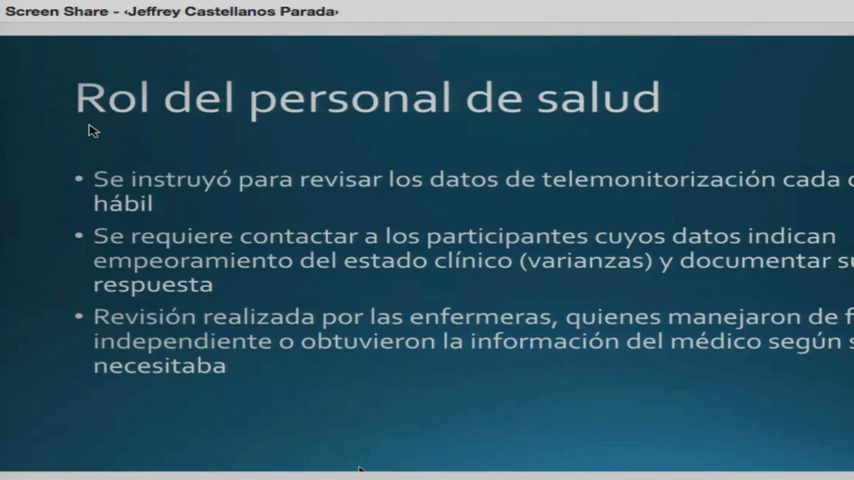 Screen Share - ‹Jeffrey Castellanos Parada›
Rol del personal de salud
• Se instruyó para revisar los datos de telemonitorización cada
hábil
• Se requiere contactar a los participantes cuyos datos indican
empeoramiento del estado clínico (varianzas) y documentar
respuesta
• Revisión realizada por las enfermeras, quienes manejaron de
independiente o obtuvieron la información del médico según
necesitaba